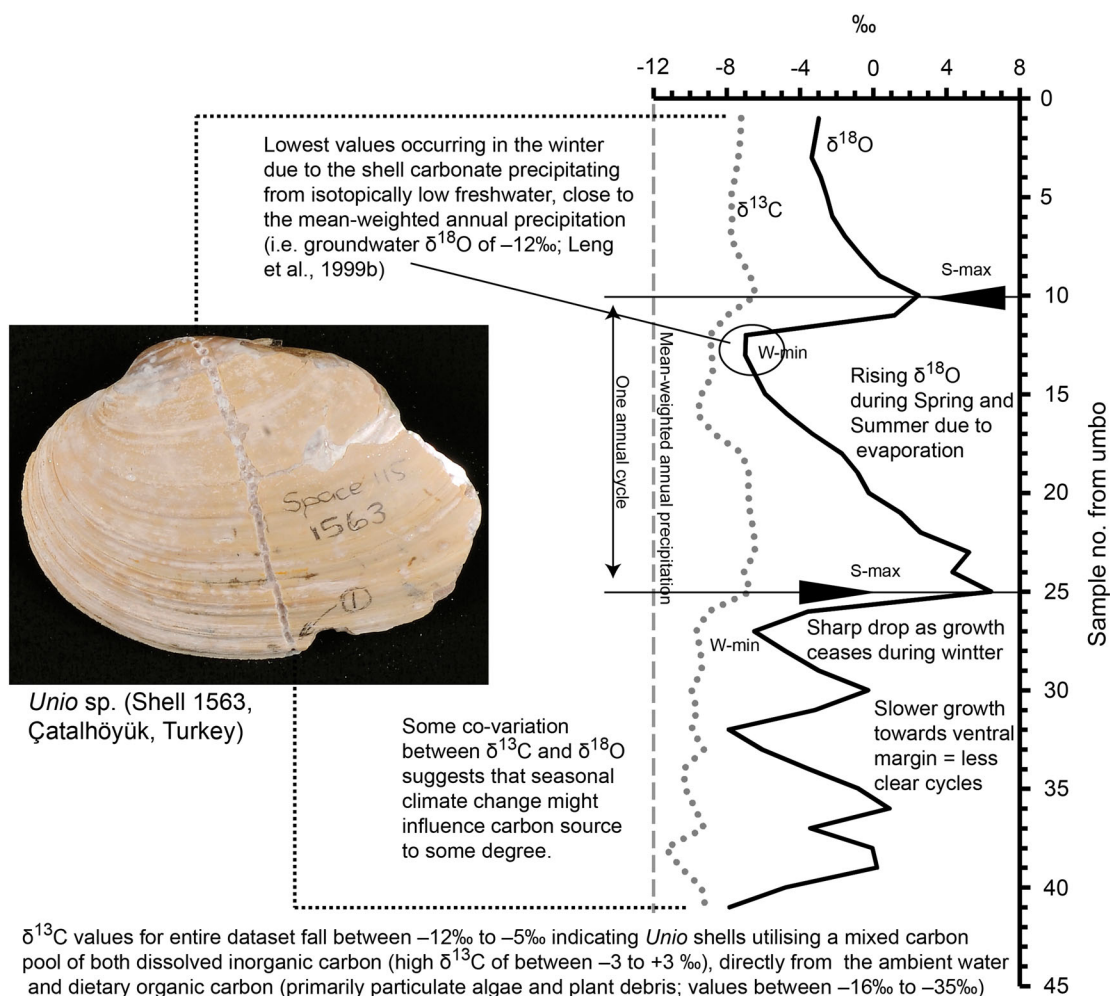 ‰
-12 -8 -4 0 4 8
0
Lowest values occurring in the winter
due to the shell carbonate precipitating
from isotopically low freshwater, close to
the mean-weighted annual precipitation
(i.e. groundwater δ18O of –12‰; Leng
et al., 1999b)
δ18O
δ13C
5
S-max
10
W-min
One annual cycle
Mean-weighted annual precipitation
Rising δ18O
during Spring and
Summer due to
evaporation
15
20
Space 115
1563
1
S-max
25
W-min
Sharp drop as growth
ceases during wintter
Sample no. from umbo
Unio sp. (Shell 1563,
Çatalhöyük, Turkey)
30
Slower growth
towards ventral
margin = less
clear cycles
Some co-variation
between δ13C and δ18O
suggests that seasonal
climate change might
influence carbon source
to some degree.
35
40
δ13C values for entire dataset fall between –12‰ to –5‰ indicating Unio shells utilising a mixed carbon
pool of both dissolved inorganic carbon (high δ13C of between –3 to +3 ‰), directly from the ambient water
and dietary organic carbon (primarily particulate algae and plant debris; values between –16‰ to –35‰)
45